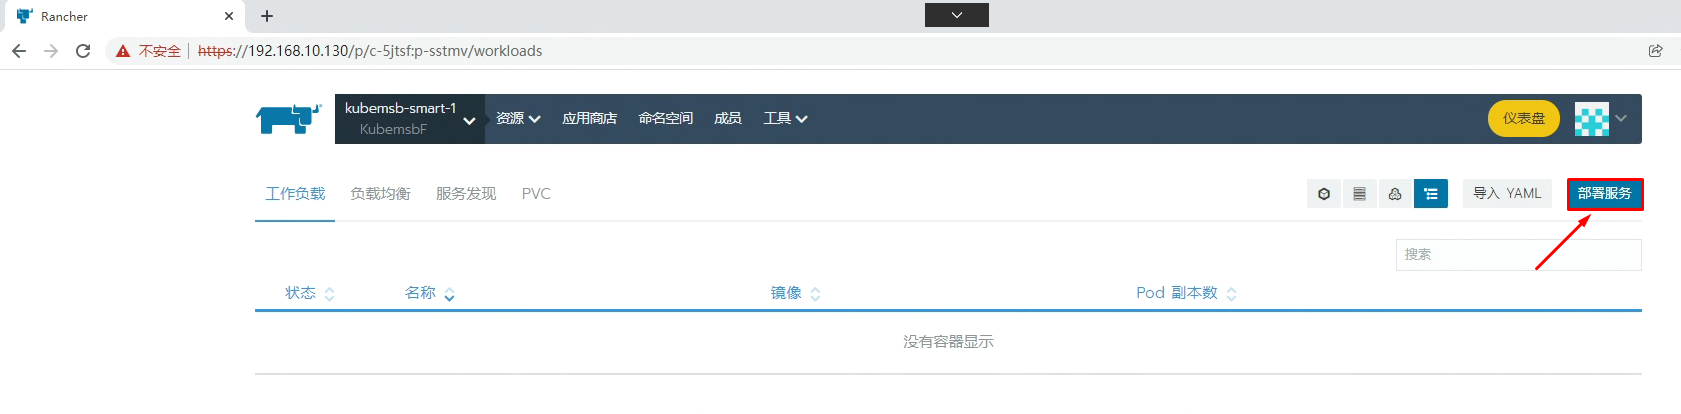 Rancher
不安全 https://192.168.10.130/p/c-5jtsf:p-sstmv/workloads
kubemsb-smart-1
KubemsbF
资源 应用商店 命名空间 成员 工具 仪表盘
工作负载 负载均衡 服务发现 PVC 导入 YAML 部署服务
搜索
状态 名称 镜像 Pod 副本数
没有容器显示